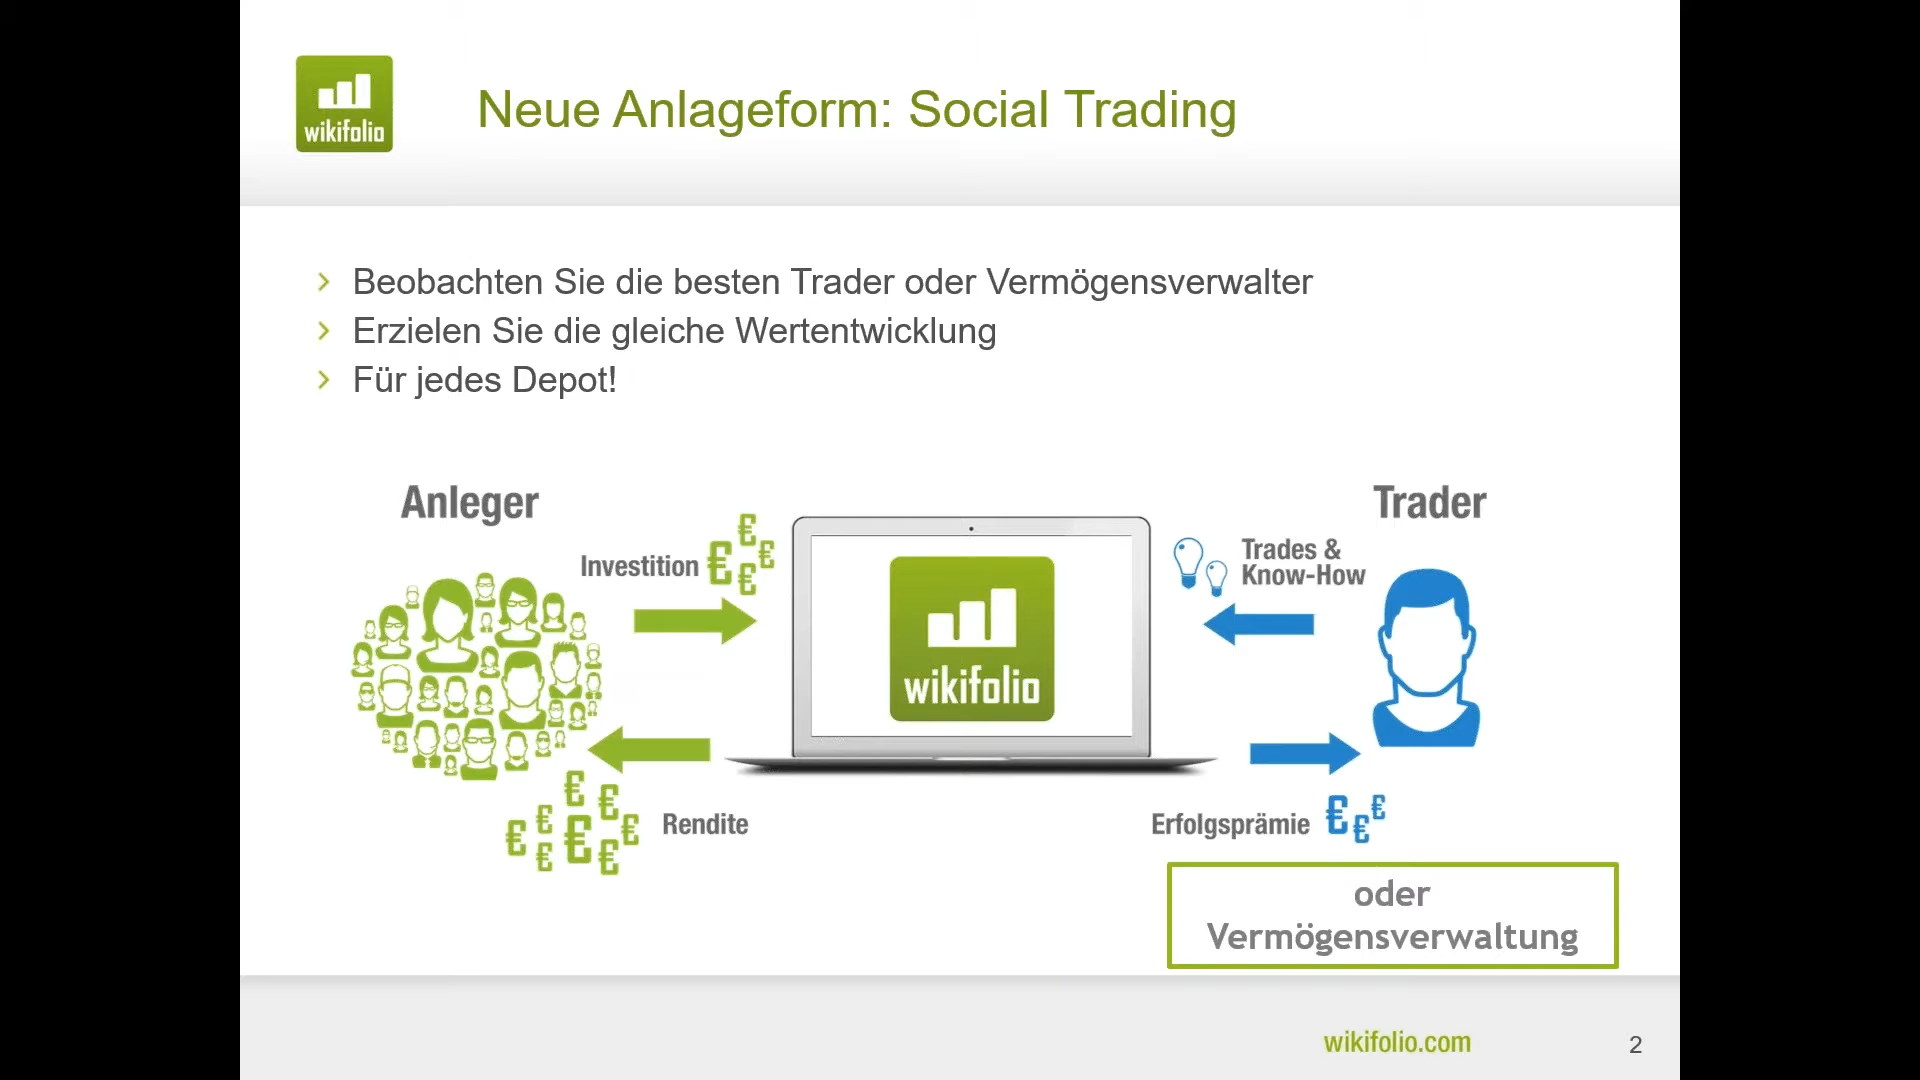 wikifolio
Neue Anlageform: Social Trading
Beobachten Sie die besten Trader oder Vermögensverwalter
Erzielen Sie die gleiche Wertentwicklung
Für jedes Depot!
Anleger
Trader
Investition
Trades &
Know-How
wikifolio
Rendite
Erfolgsprämie
oder
Vermögensverwaltung
wikifolio.com
2